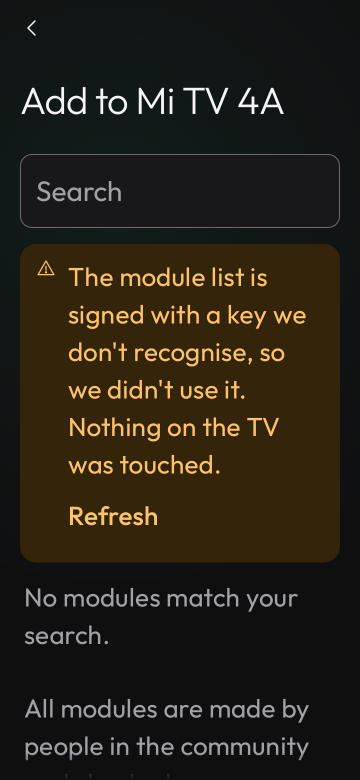 Add to Mi TV 4A
Search
The module list is
signed with a key we
don't recognise, so
we didn't use it.
Nothing on the TV
was touched.
Refresh
No modules match your
search.
All modules are made by
people in the community